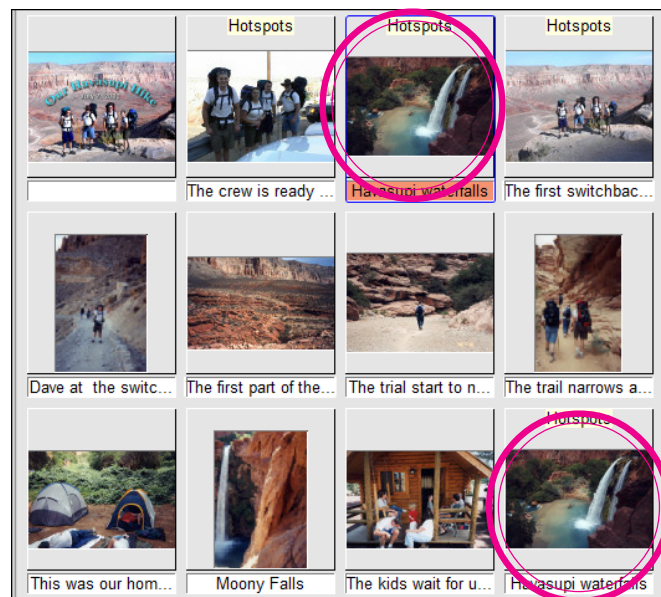 Hotspots
Hotspots
Hotspots
Our Havasupi Hike
The crew is ready ...
Havasupi waterfalls
The first switchbac...
Dave at  the switc...
The first part of the...
The trial start to n...
The trail narrows a...
Hotspots
This was our hom...
Moony Falls
The kids wait for u...
Havasupi waterfalls